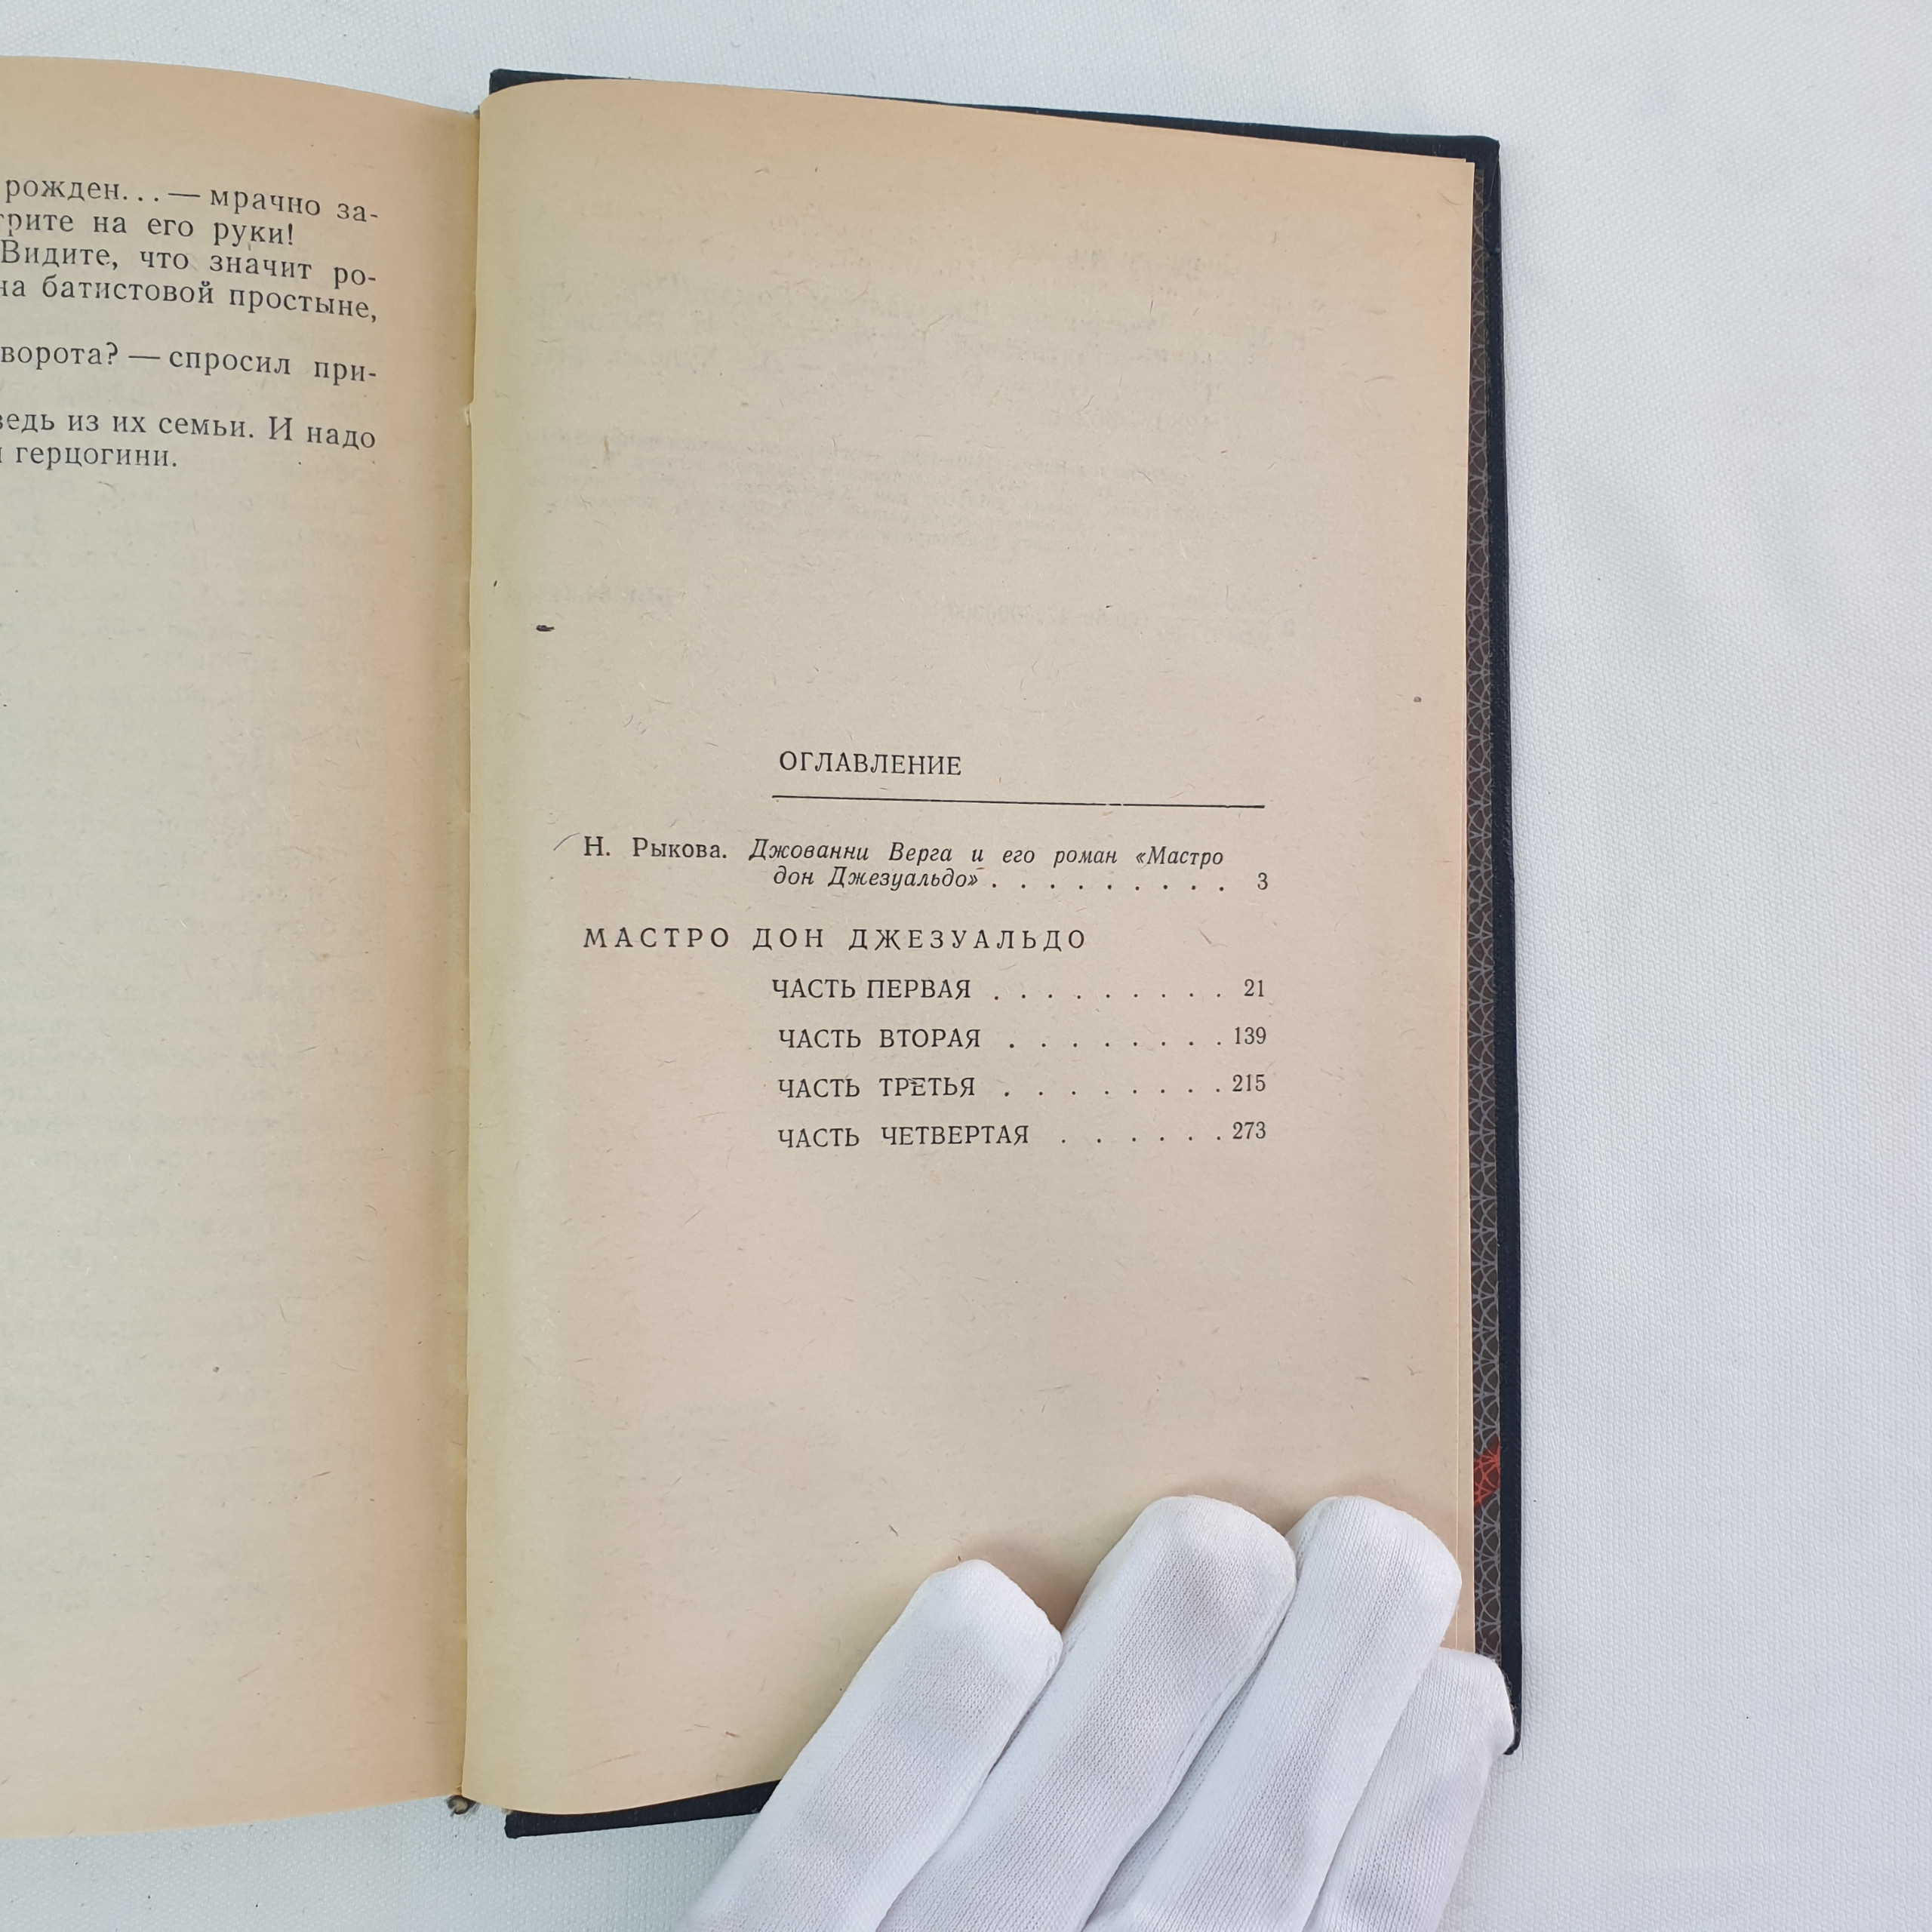 рожден... — мрачно за-
на его руки!
Видите, что значит ро-
на батистовой простыне,
ворота? — спросил при-
ведь из их семьи. И надо
герцогини.
ОГЛАВЛЕНИЕ
Н. Рыкова. Джованни Верга и его роман «Мастро
дон Джезуальдо» . . . . . . . . . 3
МАСТРО ДОН ДЖЕЗУАЛЬДО
ЧАСТЬ ПЕРВАЯ . . . . . . . . . 21
ЧАСТЬ ВТОРАЯ . . . . . . . . 139
ЧАСТЬ ТРЕТЬЯ . . . . . . . . 215
ЧАСТЬ ЧЕТВЕРТАЯ . . . . . . 273